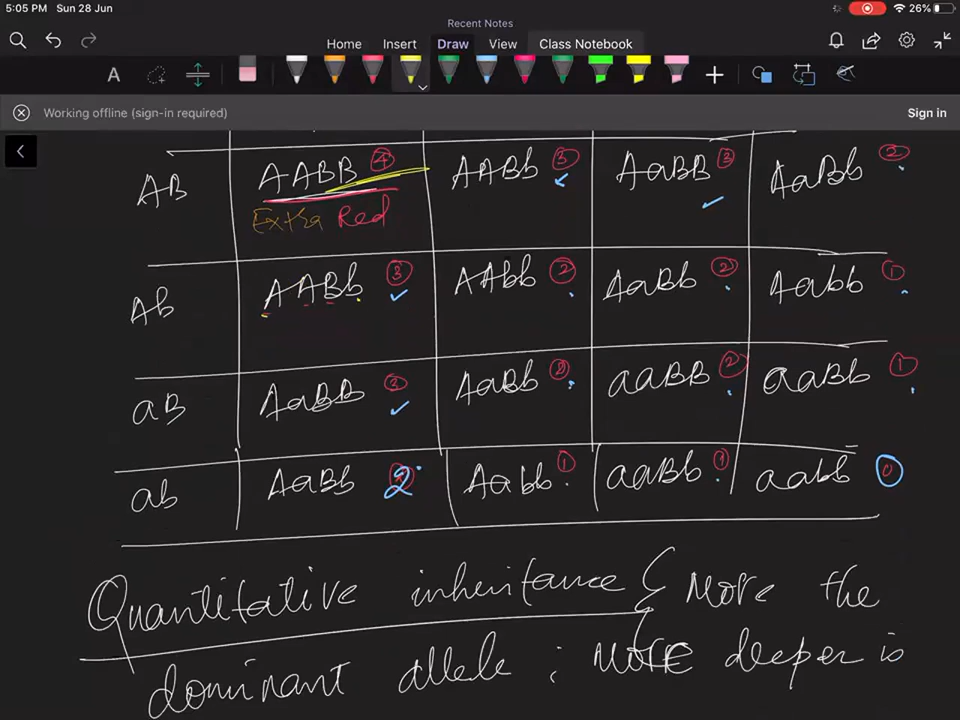 5:05 PM Sun 28 Jun 26%
Recent Notes
Home Insert Draw View Class Notebook
A
Working offline (sign-in required) Sign in
AB AABB 4 AABb 3 AaBB 3 AaBb 2
Extra Red
Ab AABb 3 AAbb 2 AaBb 2 Aabb 1
aB AaBB 3 AaBb 2 aaBB 2 aaBb 1
ab AaBb 2 Aabb 1 aaBb 1 aabb 0
Quantitative inheritance { More the
dominant allele ; more deeper is